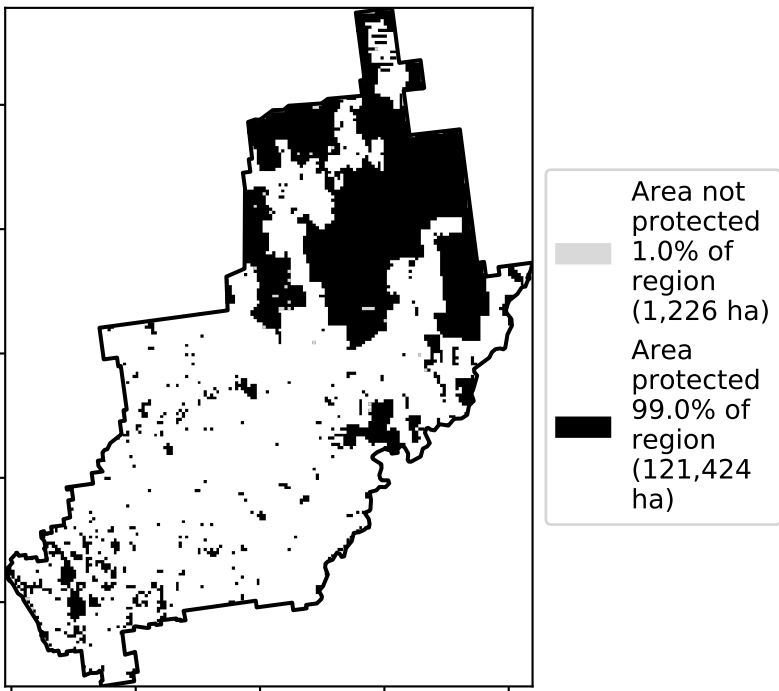 Area not
protected
1.0% of
region
(1,226 ha)
Area
protected
99.0% of
region
(121,424
ha)